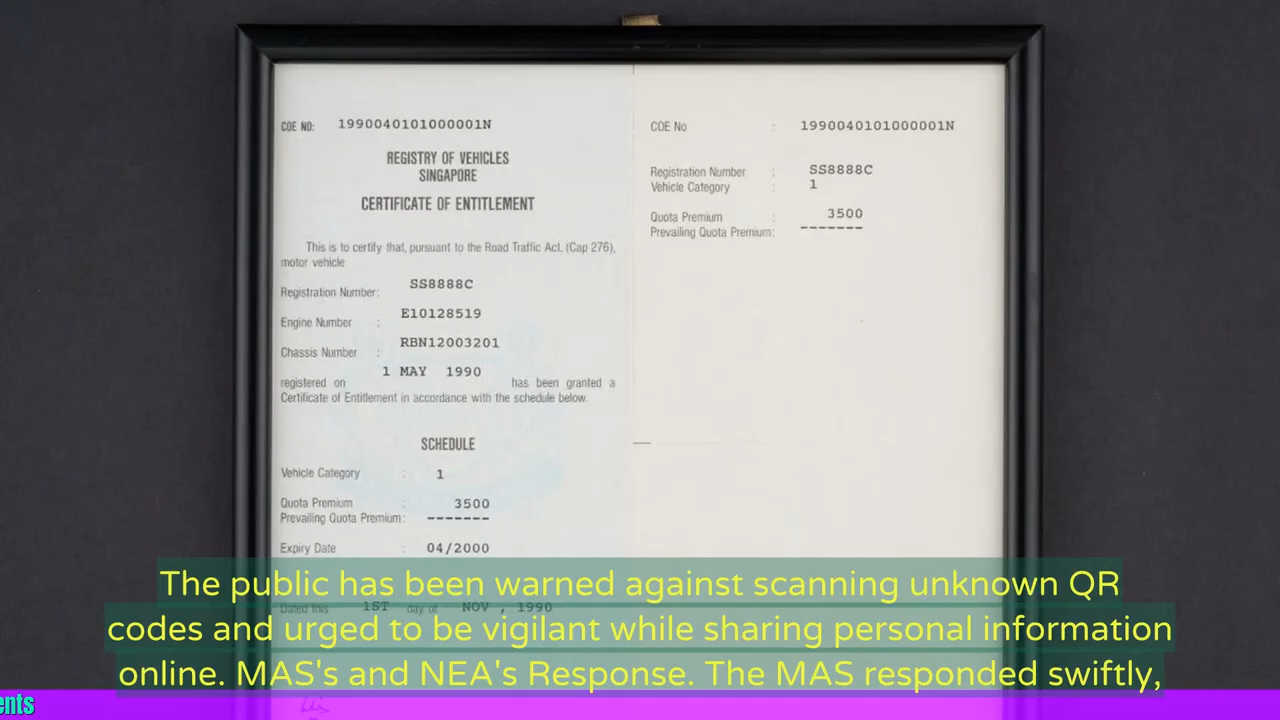 COE NO: 1990040101000001N
REGISTRY OF VEHICLES
SINGAPORE
CERTIFICATE OF ENTITLEMENT
This is to certify that, pursuant to the Road Traffic Act, (Cap 276),
motor vehicle
Registration Number: SS8888C
Engine Number : E10128519
Chassis Number : RBN12003201
registered on 1 MAY 1990 has been granted a
Certificate of Entitlement in accordance with the schedule below.
SCHEDULE
Vehicle Category : 1
Quota Premium : 3500
Prevailing Quota Premium: -------
Expiry Date : 04/2000
Dated this 1ST day of NOV , 1990
COE No : 1990040101000001N
Registration Number : SS8888C
Vehicle Category : 1
Quota Premium : 3500
Prevailing Quota Premium: -------
The public has been warned against scanning unknown QR
codes and urged to be vigilant while sharing personal information
online. MAS's and NEA's Response. The MAS responded swiftly,
ents